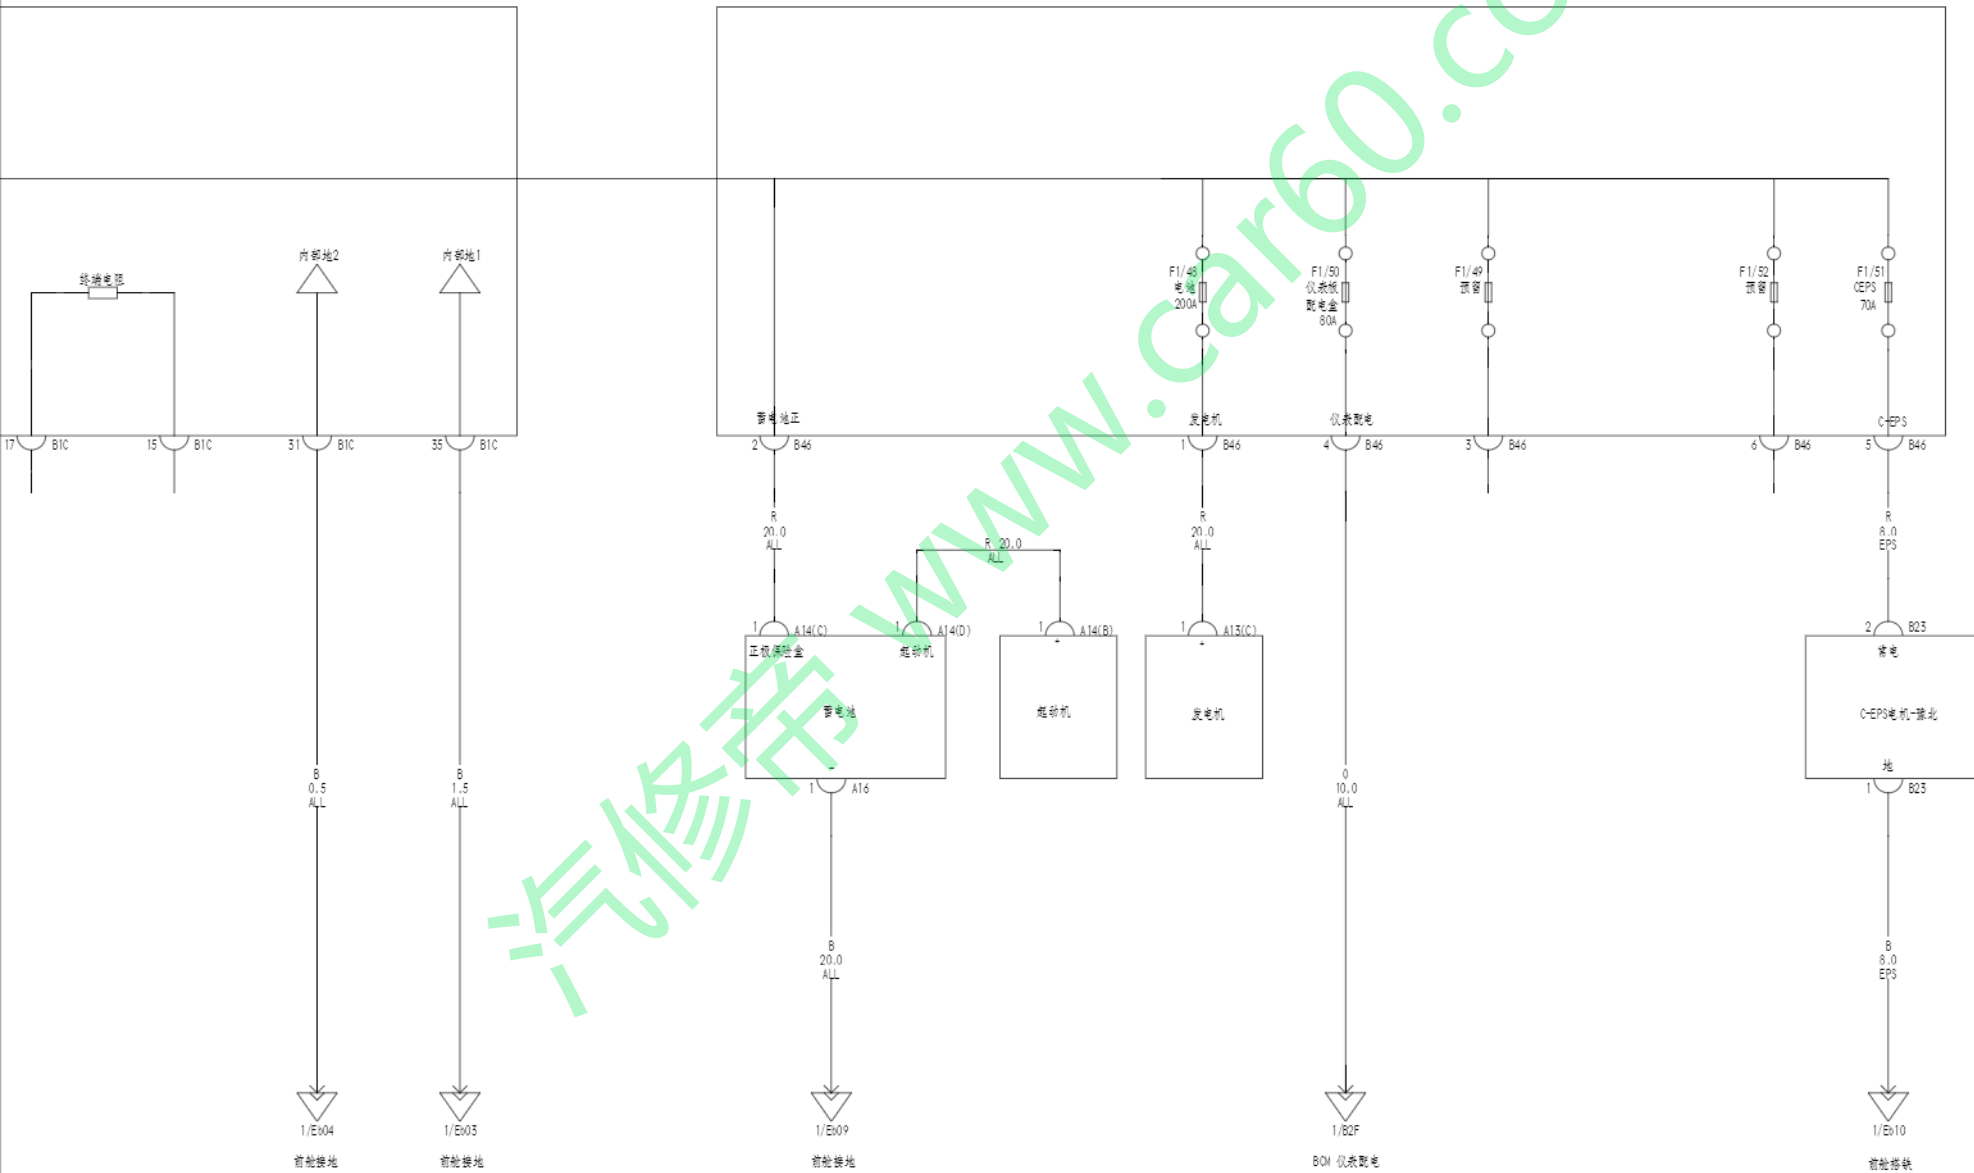 汽修帝 www.car60.co
内部地2
内部地1
终端电阻
F1/48
电池
200A
F1/50
仪表板
配电盒
80A
F1/49
预留
F1/52
预留
F1/51
CEPS
70A
蓄电池正
发电机
仪表配电
C-EPS
17 B1C
15 B1C
31 B1C
35 B1C
2 B46
1 B46
4 B46
3 B46
6 B46
5 B46
R
20.0
ALL
R 20.0
ALL
R
20.0
ALL
R
8.0
EPS
1 A14(C)
1 A14(D)
1 A14(B)
1 A13(C)
2 B23
正极保险盒
起动机
+
+
常电
蓄电池
起动机
发电机
C-EPS电机-豫北
-
地
1 A16
1 B23
B
0.5
ALL
B
1.5
ALL
O
10.0
ALL
B
20.0
ALL
B
8.0
EPS
1/Eb04
1/Eb03
1/Eb09
1/B2F
1/Eb10
前舱接地
前舱接地
前舱接地
BCM 仪表配电
前舱搭铁